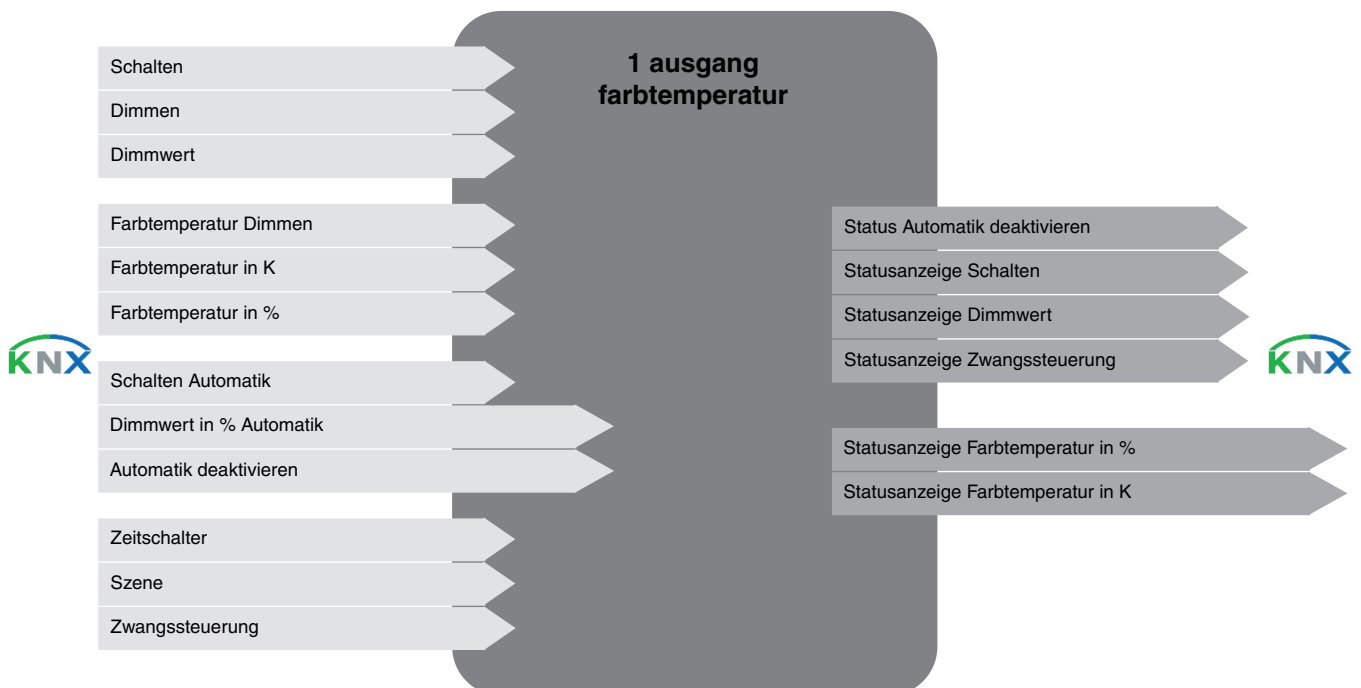 1 ausgang
farbtemperatur
Schalten
Dimmen
Dimmwert
Farbtemperatur Dimmen
Farbtemperatur in K
Farbtemperatur in %
KNX
Schalten Automatik
Dimmwert in % Automatik
Automatik deaktivieren
Zeitschalter
Szene
Zwangssteuerung
Status Automatik deaktivieren
Statusanzeige Schalten
Statusanzeige Dimmwert
Statusanzeige Zwangssteuerung
KNX
Statusanzeige Farbtemperatur in %
Statusanzeige Farbtemperatur in K